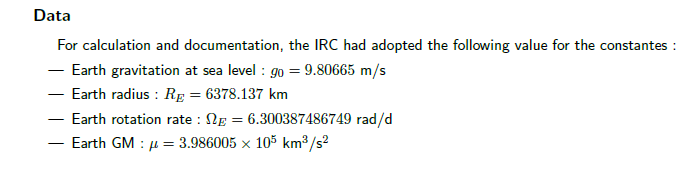 Data
For calculation and documentation, the IRC had adopted the following value for the constantes :
— Earth gravitation at sea level : g₀ = 9.80665 m/s
— Earth radius : R_E = 6378.137 km
— Earth rotation rate : Ω_E = 6.300387486749 rad/d
— Earth GM : μ = 3.986005 × 10⁵ km³/s²